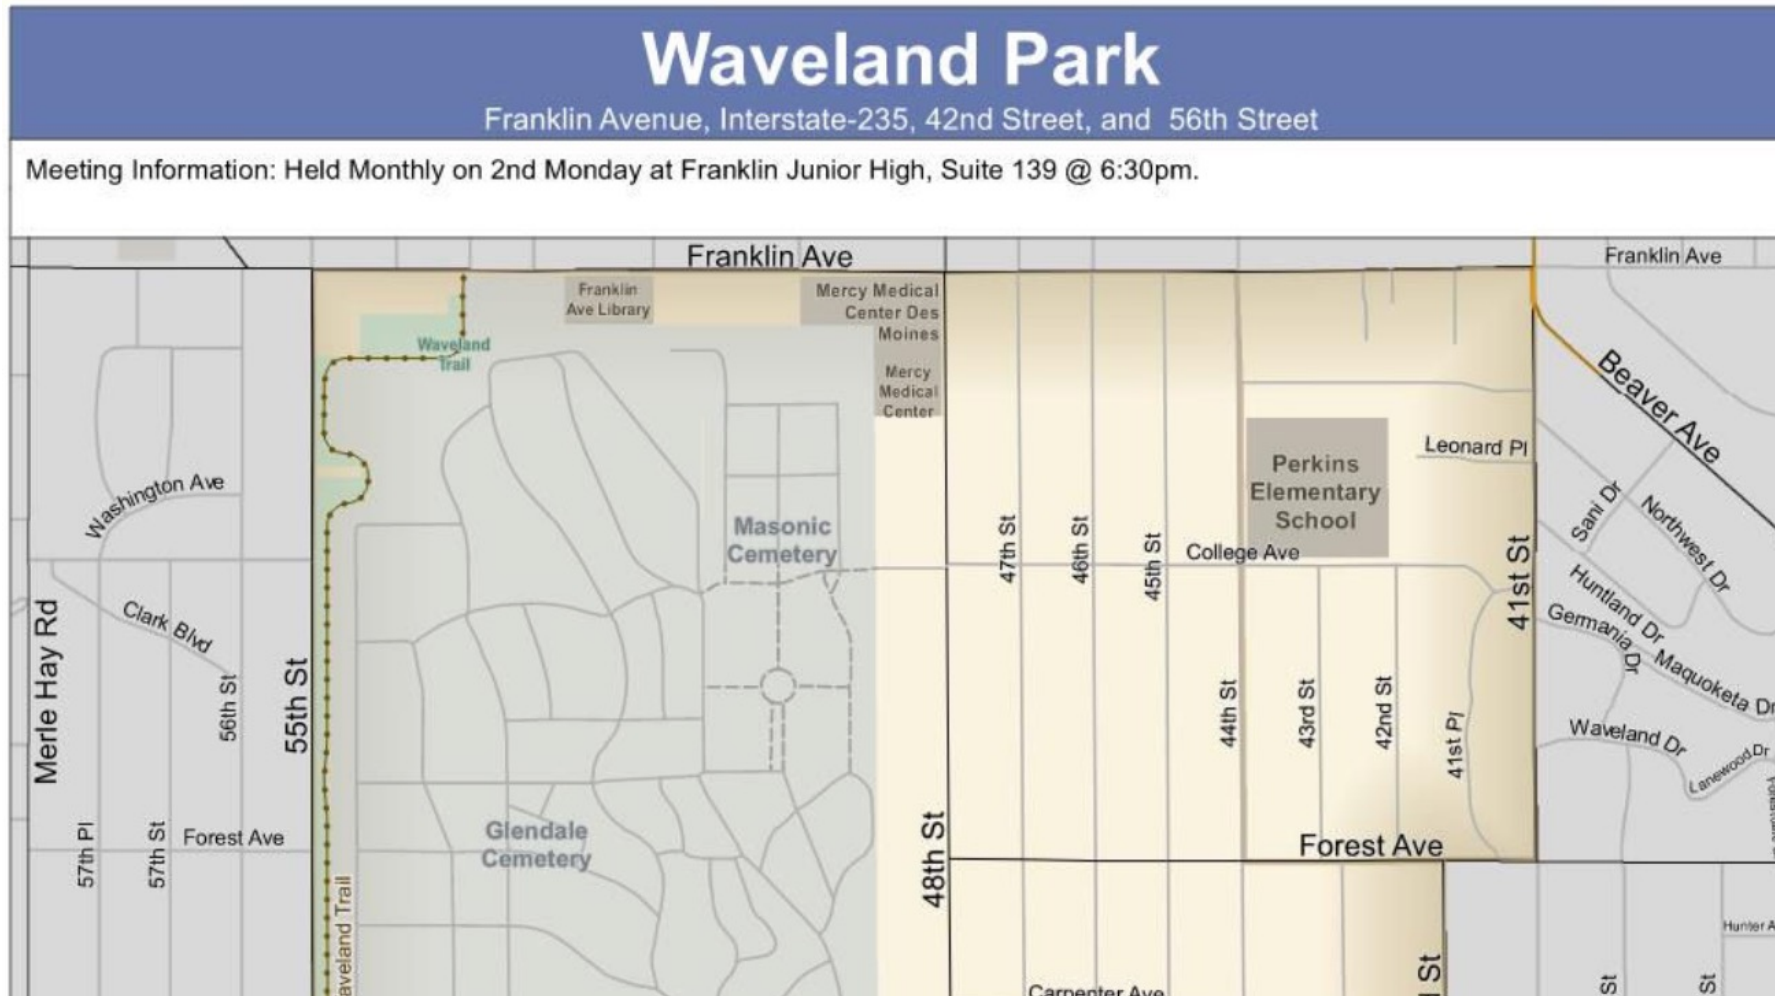 Waveland Park
Franklin Avenue, Interstate-235, 42nd Street, and 56th Street
Meeting Information: Held Monthly on 2nd Monday at Franklin Junior High, Suite 139 @ 6:30pm.
Franklin Ave
Franklin Ave
Franklin
Ave Library
Mercy Medical
Center Des
Moines
Mercy
Medical
Center
Waveland
Trail
Beaver Ave
Leonard Pl
Perkins
Elementary
School
Washington Ave
Sani Dr
Northwest Dr
Masonic
Cemetery
47th St
46th St
45th St
College Ave
41st St
Huntland Dr
Germania Dr
Maquoketa Dr
Merle Hay Rd
Clark Blvd
56th St
55th St
44th St
43rd St
42nd St
41st Pl
Waveland Dr
Lanewood Dr
57th Pl
57th St
Forest Ave
Glendale
Cemetery
48th St
Forest Ave
aveland Trail
Hunter A
Carpenter Ave
St
St
St